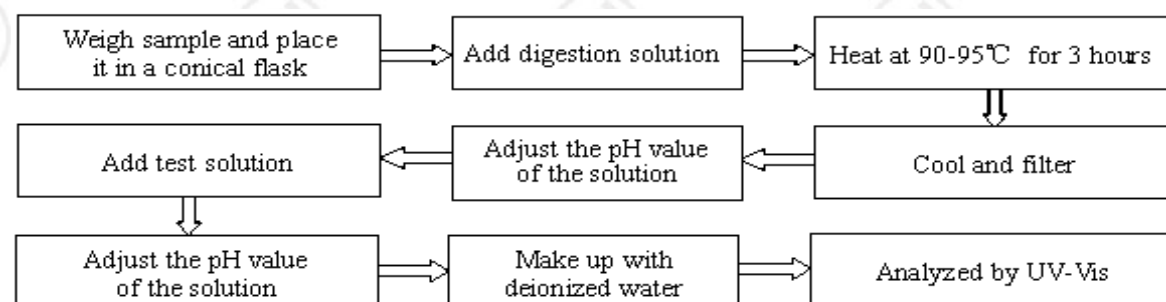 Weigh sample and place
it in a conical flask
Add digestion solution
Heat at 90-95℃ for 3 hours
Cool and filter
Adjust the pH value
of the solution
Add test solution
Adjust the pH value
of the solution
Make up with
deionized water
Analyzed by UV-Vis